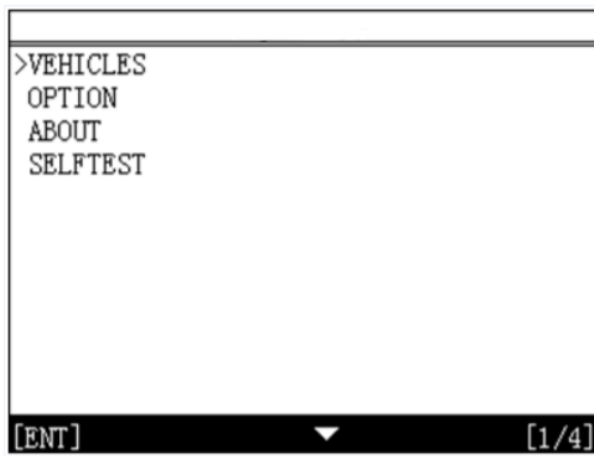 >VEHICLES
OPTION
ABOUT
SELFTEST
[ENT] [1/4]